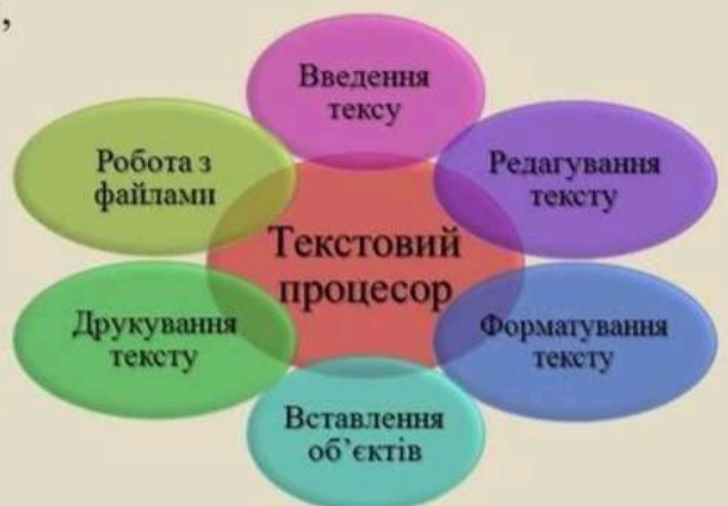 ,
Введення
тексу
Редагування
тексту
Форматування
тексту
Вставлення
об’єктів
Друкування
тексту
Робота з
файлами
Текстовий
процесор